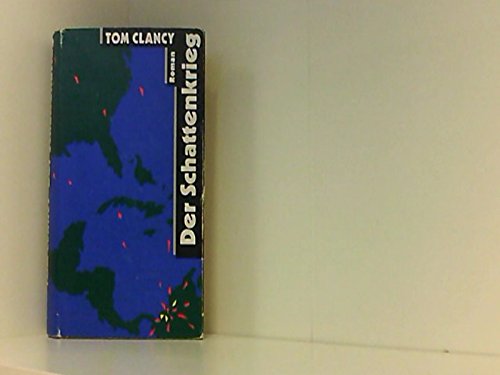 TOM CLANCY
Roman
Der Schattenkrieg